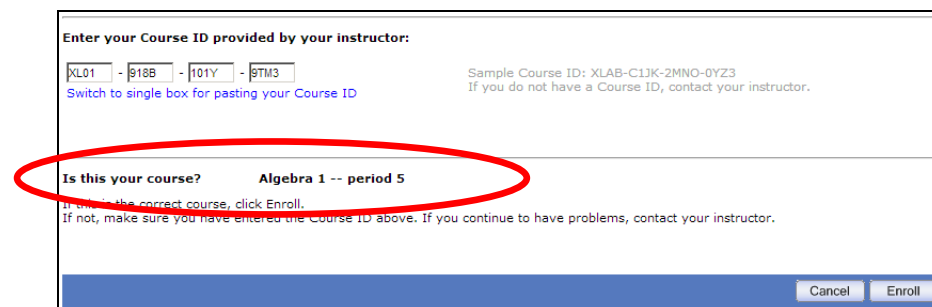 Enter your Course ID provided by your instructor:
XL01 - 918B - 101Y - 9TM3
Sample Course ID: XLAB-C1JK-2MNO-0YZ3
Switch to single box for pasting your Course ID
If you do not have a Course ID, contact your instructor.
Is this your course? Algebra 1 -- period 5
If this is the correct course, click Enroll.
If not, make sure you have entered the Course ID above. If you continue to have problems, contact your instructor.
Cancel Enroll